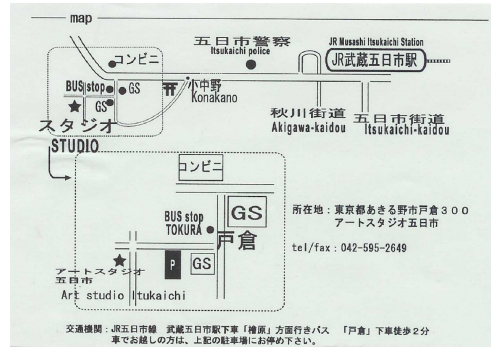 map
コンビニ
五日市警察
Itsukaichi police
JR Musashi Itsukaichi Station
JR武蔵五日市駅
BUS stop
GS
GS
小中野
Konakano
秋川街道
Akigawa-kaidou
五日市街道
Itsukaichi-kaidou
スタジオ
STUDIO
コンビニ
GS
BUS stop
TOKURA
戸倉
P
GS
アートスタジオ
五日市
Art studio Itukaichi
所在地：東京都あきる野市戸倉３００
アートスタジオ五日市
tel/fax：042-595-2649
交通機関：JR五日市線　武蔵五日市駅下車「檜原」方面行きバス　「戸倉」下車徒歩２分
車でお越しの方は、上記の駐車場にお停め下さい。